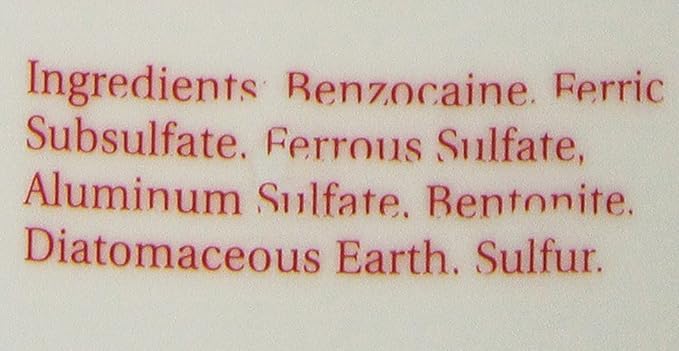 Ingredients: Benzocaine, Ferric
Subsulfate, Ferrous Sulfate,
Aluminum Sulfate, Bentonite,
Diatomaceous Earth, Sulfur.